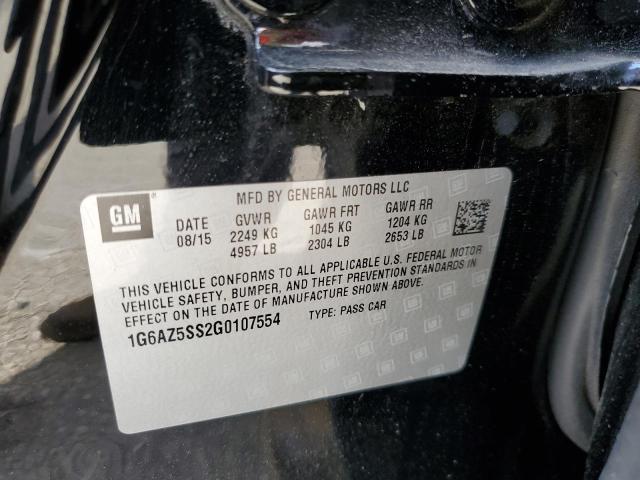 GM
MFD BY GENERAL MOTORS LLC
DATE GVWR GAWR FRT GAWR RR
08/15 2249 KG 1045 KG 1204 KG
4957 LB 2304 LB 2653 LB
THIS VEHICLE CONFORMS TO ALL APPLICABLE U.S. FEDERAL MOTOR
VEHICLE SAFETY, BUMPER, AND THEFT PREVENTION STANDARDS IN
EFFECT ON THE DATE OF MANUFACTURE SHOWN ABOVE.
1G6AZ5SS2G0107554 TYPE: PASS CAR